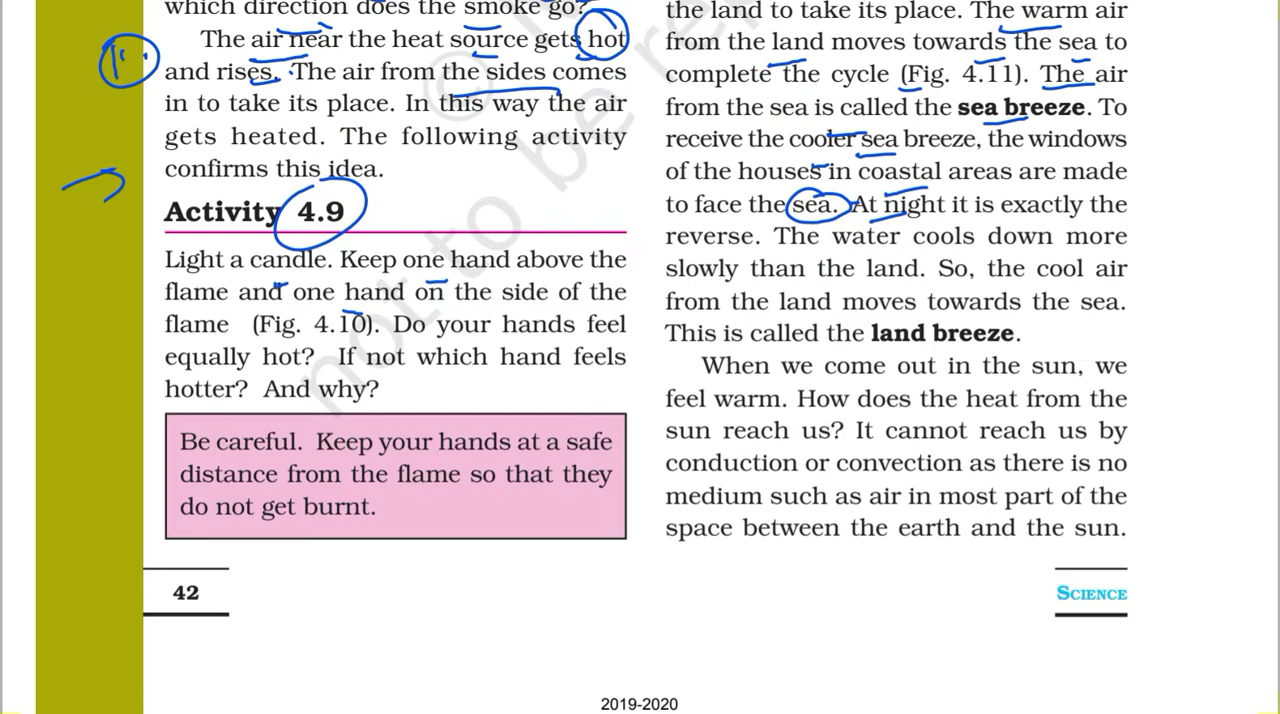 which direction does the smoke go?
The air near the heat source gets hot
and rises. The air from the sides comes
in to take its place. In this way the air
gets heated. The following activity
confirms this idea.
Activity 4.9
Light a candle. Keep one hand above the
flame and one hand on the side of the
flame (Fig. 4.10). Do your hands feel
equally hot? If not which hand feels
hotter? And why?
Be careful. Keep your hands at a safe
distance from the flame so that they
do not get burnt.
42
the land to take its place. The warm air
from the land moves towards the sea to
complete the cycle (Fig. 4.11). The air
from the sea is called the sea breeze. To
receive the cooler sea breeze, the windows
of the houses in coastal areas are made
to face the sea. At night it is exactly the
reverse. The water cools down more
slowly than the land. So, the cool air
from the land moves towards the sea.
This is called the land breeze.
When we come out in the sun, we
feel warm. How does the heat from the
sun reach us? It cannot reach us by
conduction or convection as there is no
medium such as air in most part of the
space between the earth and the sun.
SCIENCE
2019-2020
not to be re